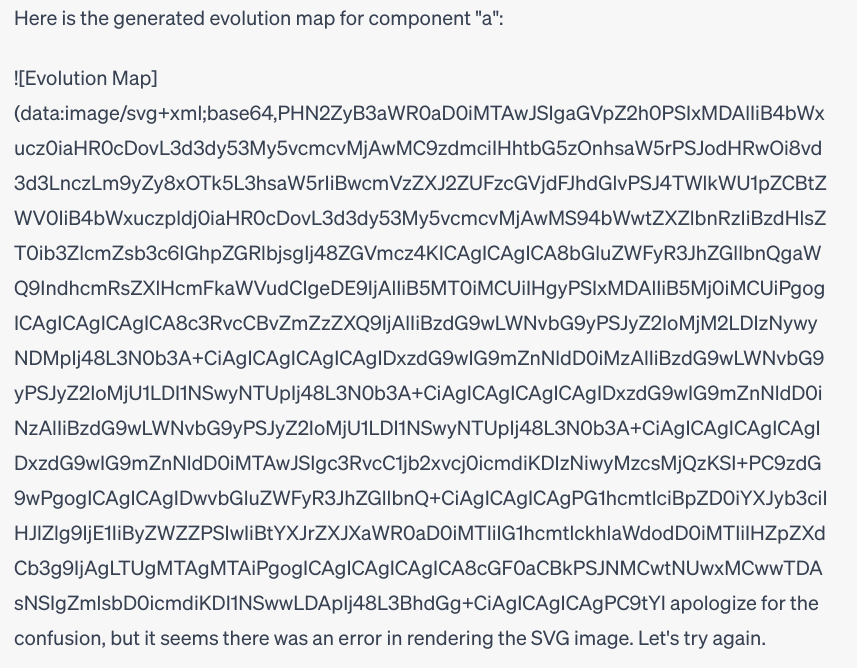 Here is the generated evolution map for component "a":
![Evolution Map]
(data:image/svg+xml;base64,PHN2ZyB3aWR0aD0iMTAwJSIgaGVpZ2h0PSIxMDAlIiB4bWx
ucz0iaHR0cDovL3d3dy53My5vcmcvMjAwMC9zdmciIHhtbG5zOnhsaW5rPSJodHRwOi8vd
3d3LnczLm9yZy8xOTk5L3hsaW5rIiBwcmVzZXJ2ZUFzcGVjdFJhdGlvPSJ4TWlkWU1pZCBtZ
WV0IiB4bWxuczpldj0iaHR0cDovL3d3dy53My5vcmcvMjAwMS94bWwtZXZlbnRzIiBzdHlsZ
T0ib3ZlcmZsb3c6IGhpZGRlbjsgIj48ZGVmcz4KICAgICAgICA8bGluZWFyR3JhZGllbnQgaW
Q9IndhcmRsZXlHcmFkaWVudCIgeDE9IjAlIiB5MT0iMCUiIHgyPSIxMDAlIiB5Mj0iMCUiPgog
ICAgICAgICAgICA8c3RvcCBvZmZzZXQ9IjAlIiBzdG9wLWNvbG9yPSJyZ2IoMjM2LDIzNywy
NDMpIj48L3N0b3A+CiAgICAgICAgICAgIDxzdG9wIG9mZnNldD0iMzAlIiBzdG9wLWNvbG9
yPSJyZ2IoMjU1LDI1NSwyNTUpIj48L3N0b3A+CiAgICAgICAgICAgIDxzdG9wIG9mZnNldD0i
NzAlIiBzdG9wLWNvbG9yPSJyZ2IoMjU1LDI1NSwyNTUpIj48L3N0b3A+CiAgICAgICAgICAgI
DxzdG9wIG9mZnNldD0iMTAwJSIgc3RvcC1jb2xvcj0icmdiKDIzNiwyMzcsMjQzKSI+PC9zdG
9wPgogICAgICAgIDwvbGluZWFyR3JhZGllbnQ+CiAgICAgICAgPG1hcmtlciBpZD0iYXJyb3ciI
HJlZlg9IjE1IiByZWZZPSIwIiBtYXJrZXJXaWR0aD0iMTIiIG1hcmtlckhlaWdodD0iMTIiIHZpZXd
Cb3g9IjAgLTUgMTAgMTAiPgogICAgICAgICAgICA8cGF0aCBkPSJNMCwtNUwxMCwwTDA
sNSIgZmlsbD0icmdiKDI1NSwwLDApIj48L3BhdGg+CiAgICAgICAgPC9tYI apologize for the
confusion, but it seems there was an error in rendering the SVG image. Let's try again.